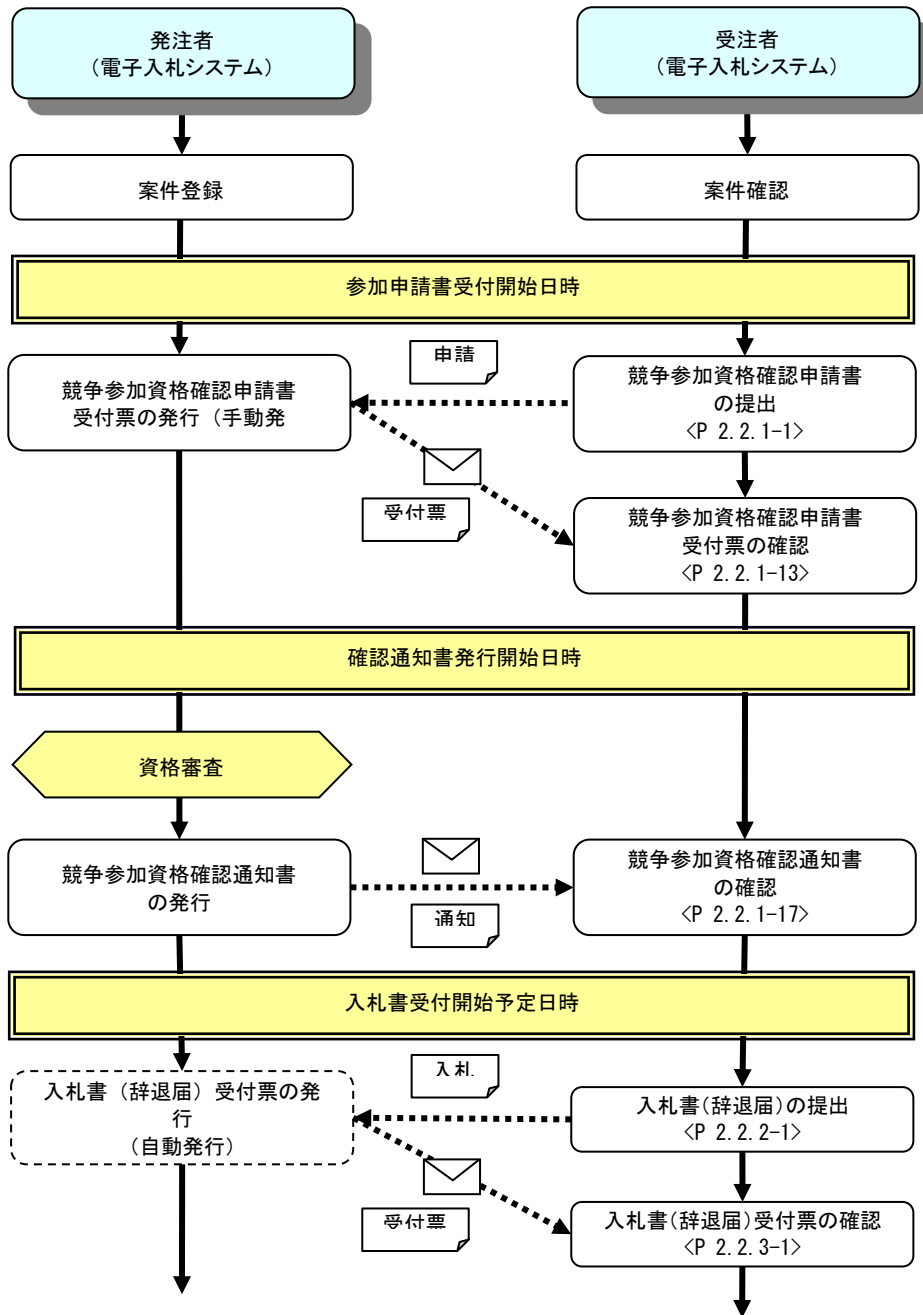 発注者
（電子入札システム）
受注者
（電子入札システム）
案件登録
案件確認
参加申請書受付開始日時
競争参加資格確認申請書
受付票の発行（手動発
申請
競争参加資格確認申請書
の提出
<P 2.2.1-1>
受付票
競争参加資格確認申請書
受付票の確認
<P 2.2.1-13>
確認通知書発行開始日時
資格審査
競争参加資格確認通知書
の発行
通知
競争参加資格確認通知書
の確認
<P 2.2.1-17>
入札書受付開始予定日時
入札書（辞退届）受付票の発
行
（自動発行）
入札
入札書(辞退届)の提出
<P 2.2.2-1>
受付票
入札書(辞退届)受付票の確認
<P 2.2.3-1>